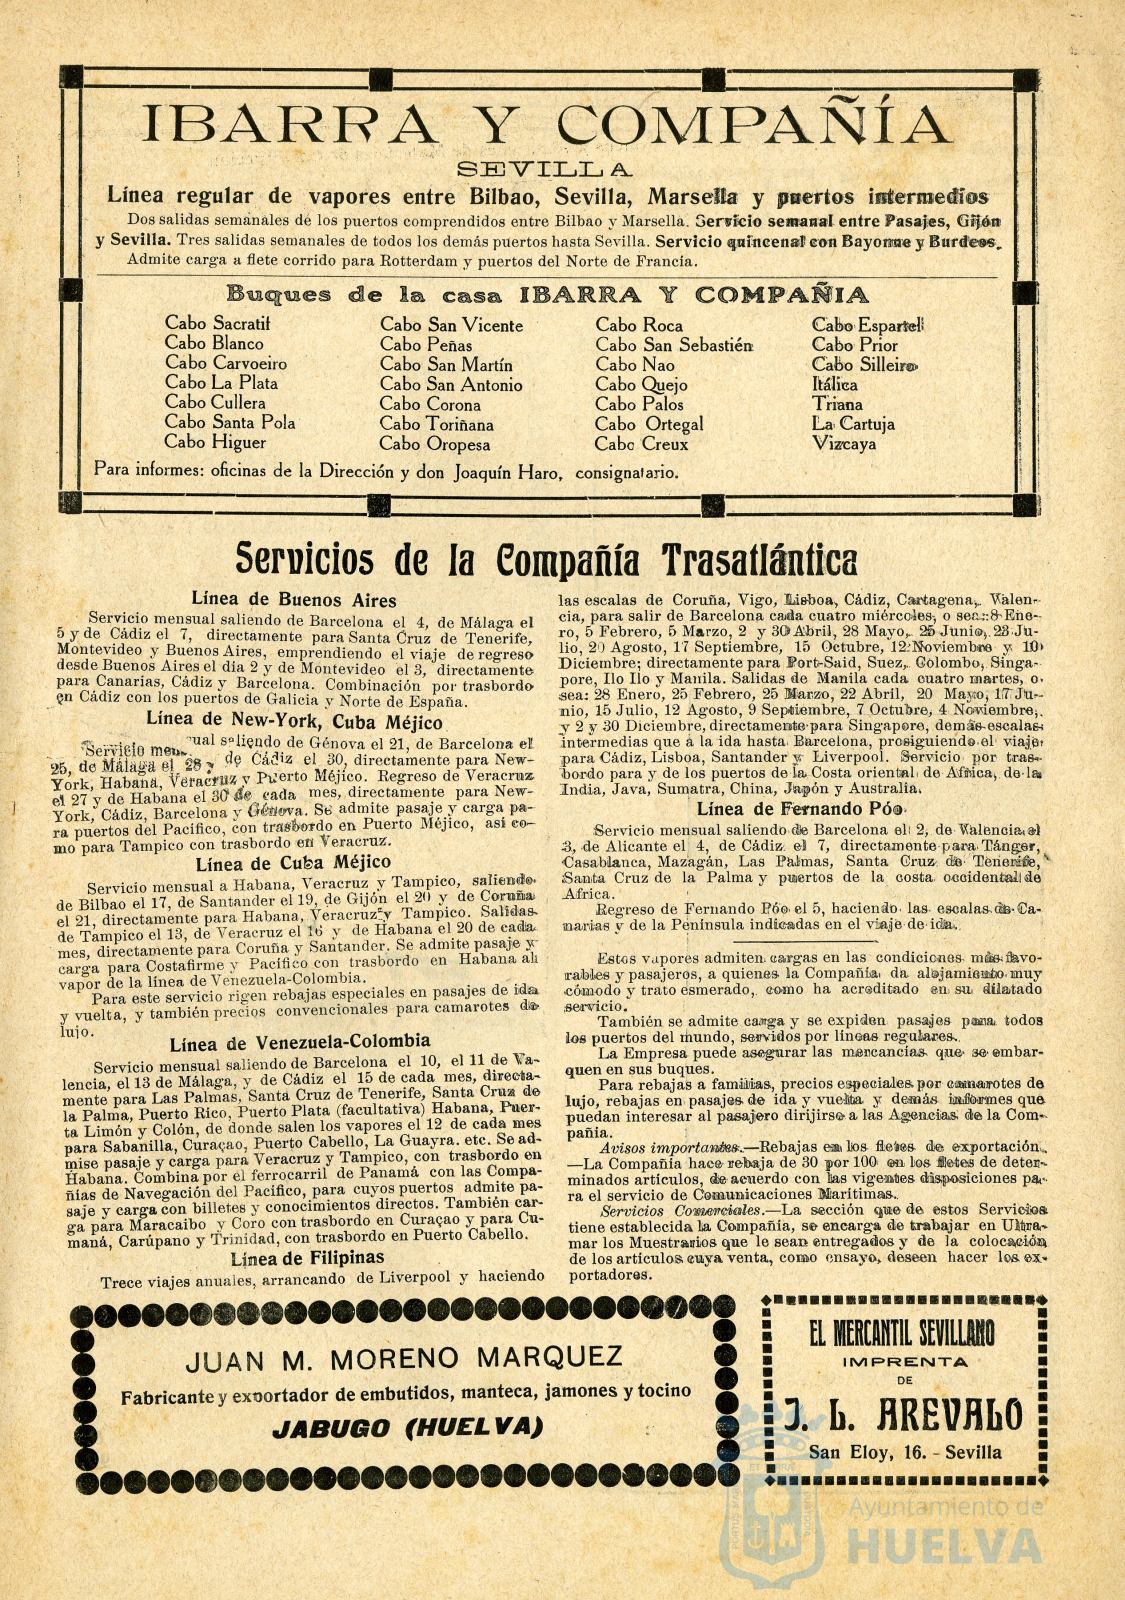 IBARRA Y COMPAÑÍA
SEVILLA
Línea regular de vapores entre Bilbao, Sevilla, Marsella y puertos intermedios
Dos salidas semanales de los puertos comprendidos entre Bilbao y Marsella. Servicio semanal entre Pasajes, Gijón
y Sevilla. Tres salidas semanales de todos los demás puertos hasta Sevilla. Servicio quincenal con Bayonne y Burdeos.
Admite carga a flete corrido para Rotterdam y puertos del Norte de Francia.
Buques de la casa IBARRA Y COMPAÑIA
Cabo Sacratif
Cabo Blanco
Cabo Carvoeiro
Cabo La Plata
Cabo Cullera
Cabo Santa Pola
Cabo Higuer
Cabo San Vicente
Cabo Peñas
Cabo San Martín
Cabo San Antonio
Cabo Corona
Cabo Toriñana
Cabo Oropesa
Cabo Roca
Cabo San Sebastién
Cabo Nao
Cabo Quejo
Cabo Palos
Cabo Ortegal
Cabo Creux
Cabo Espartel
Cabo Prior
Cabo Silleiro
Itálica
Triana
La Cartuja
Vizcaya
Para informes: oficinas de la Dirección y don Joaquín Haro, consignatario.
Servicios de la Compañía Trasatlántica
Línea de Buenos Aires
Servicio mensual saliendo de Barcelona el 4, de Málaga el
5 y de Cádiz el 7, directamente para Santa Cruz de Tenerife,
Montevideo y Buenos Aires, emprendiendo el viaje de regreso
desde Buenos Aires el día 2 y de Montevideo el 3, directamente
para Canarias, Cádiz y Barcelona. Combinación por trasbordo
en Cádiz con los puertos de Galicia y Norte de España.
Línea de New-York, Cuba Méjico
Servicio mensual saliendo de Génova el 21, de Barcelona el
25, de Málaga el 28 y de Cádiz el 30, directamente para New-
York, Habana, Veracruz y Puerto Méjico. Regreso de Veracruz
el 27 y de Habana el 30 de cada mes, directamente para New-
York, Cádiz, Barcelona y Génova. Se admite pasaje y carga pa-
ra puertos del Pacífico, con trasbordo en Puerto Méjico, así co-
mo para Tampico con trasbordo en Veracruz.
Línea de Cuba Méjico
Servicio mensual a Habana, Veracruz y Tampico, saliendo
de Bilbao el 17, de Santander el 19, de Gijón el 20 y de Coruña
el 21, directamente para Habana, Veracruz y Tampico. Salidas
de Tampico el 13, de Veracruz el 16 y de Habana el 20 de cada
mes, directamente para Coruña y Santander. Se admite pasaje y
carga para Costafirme y Pacífico con trasbordo en Habana al
vapor de la línea de Venezuela-Colombia.
Para este servicio rigen rebajas especiales en pasajes de ida
y vuelta, y también precios convencionales para camarotes de
lujo.
Línea de Venezuela-Colombia
Servicio mensual saliendo de Barcelona el 10, el 11 de Va-
lencia, el 13 de Málaga, y de Cádiz el 15 de cada mes, directa-
mente para Las Palmas, Santa Cruz de Tenerife, Santa Cruz de
la Palma, Puerto Rico, Puerto Plata (facultativa) Habana, Puer-
ta Limón y Colón, de donde salen los vapores el 12 de cada mes
para Sabanilla, Curaçao, Puerto Cabello, La Guayra. etc. Se ad-
mise pasaje y carga para Veracruz y Tampico, con trasbordo en
Habana. Combina por el ferrocarril de Panamá con las Compa-
ñías de Navegación del Pacífico, para cuyos puertos admite pa-
saje y carga con billetes y conocimientos directos. También car-
ga para Maracaibo y Coro con trasbordo en Curaçao y para Cu-
maná, Carúpano y Trinidad, con trasbordo en Puerto Cabello.
Línea de Filipinas
Trece viajes anuales, arrancando de Liverpool y haciendo
las escalas de Coruña, Vigo, Lisboa, Cádiz, Cartagena, Valen-
cia, para salir de Barcelona cada cuatro miércoles, o sea: 8 Ene-
ro, 5 Febrero, 5 Marzo, 2 y 30 Abril, 28 Mayo, 25 Junio, 23 Ju-
lio, 20 Agosto, 17 Septiembre, 15 Octubre, 12 Noviembre y 10
Diciembre; directamente para Port-Said, Suez, Colombo, Singa-
pore, Ilo Ilo y Manila. Salidas de Manila cada cuatro martes, o
sea: 28 Enero, 25 Febrero, 25 Marzo, 22 Abril, 20 Mayo, 17 Ju-
nio, 15 Julio, 12 Agosto, 9 Septiembre, 7 Octubre, 4 Noviembre,
y 2 y 30 Diciembre, directamente para Singapore, demás escalas
intermedias que á la ida hasta Barcelona, prosiguiendo el viaje
para Cádiz, Lisboa, Santander y Liverpool. Servicio por tras-
bordo para y de los puertos de la Costa oriental de Africa, de la
India, Java, Sumatra, China, Japón y Australia.
Línea de Fernando Póo
Servicio mensual saliendo de Barcelona el 2, de Valencia el
3, de Alicante el 4, de Cádiz el 7, directamente para Tánger,
Casablanca, Mazagán, Las Palmas, Santa Cruz de Tenerife,
Santa Cruz de la Palma y puertos de la costa occidental de
Africa.
Regreso de Fernando Póo el 5, haciendo las escalas de Ca-
narias y de la Península indicadas en el viaje de ida.
Estos vapores admiten cargas en las condiciones más favo-
rables y pasajeros, a quienes la Compañía da alojamiento muy
cómodo y trato esmerado, como ha acreditado en su dilatado
servicio.
También se admite carga y se expiden pasajes para todos
los puertos del mundo, servidos por líneas regulares.
La Empresa puede asegurar las mercancías que se embar-
quen en sus buques.
Para rebajas a familias, precios especiales por camarotes de
lujo, rebajas en pasajes de ida y vuelta y demás informes que
puedan interesar al pasajero dirijirse a las Agencias de la Com-
pañia.
Avisos importantes.—Rebajas en los fletes de exportación.
—La Compañía hace rebaja de 30 por 100 en los fletes de deter-
minados artículos, de acuerdo con las vigentes disposiciones pa-
ra el servicio de Comunicaciones Marítimas.
Servicios Comerciales.—La sección que de estos Servicios
tiene establecida la Compañía, se encarga de trabajar en Ultra-
mar los Muestrarios que le sean entregados y de la colocación
de los artículos cuya venta, como ensayo, deseen hacer los ex-
portadores.
JUAN M. MORENO MARQUEZ
Fabricante y exportador de embutidos, manteca, jamones y tocino
JABUGO (HUELVA)
EL MERCANTIL SEVILLANO
IMPRENTA
DE
J. L. AREVALO
San Eloy, 16. - Sevilla
Ayuntamiento de
HUELVA